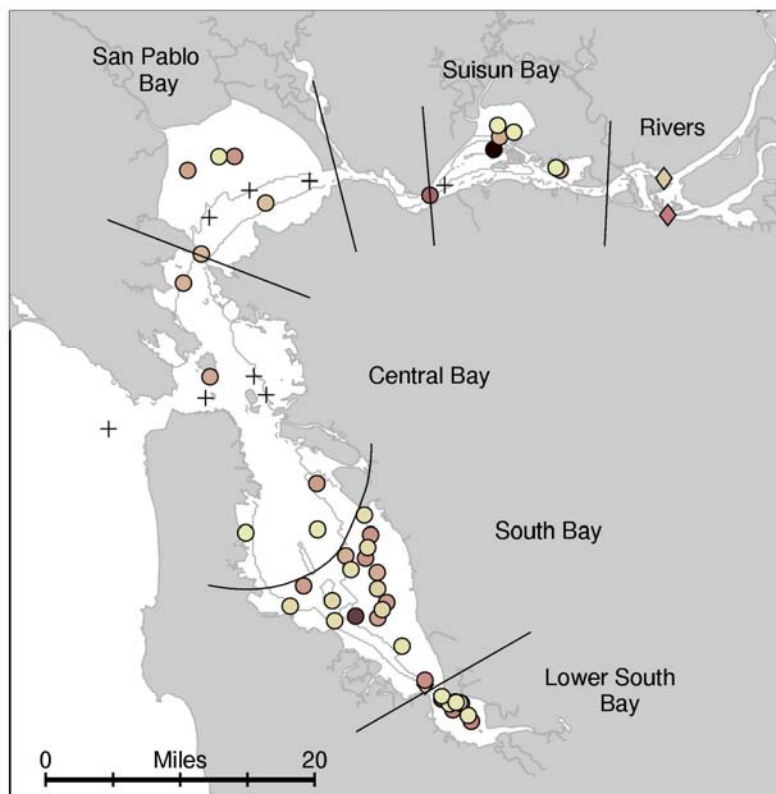 San Pablo
Bay
Suisun Bay
Rivers
Central Bay
South Bay
Lower South
Bay
0 Miles 20